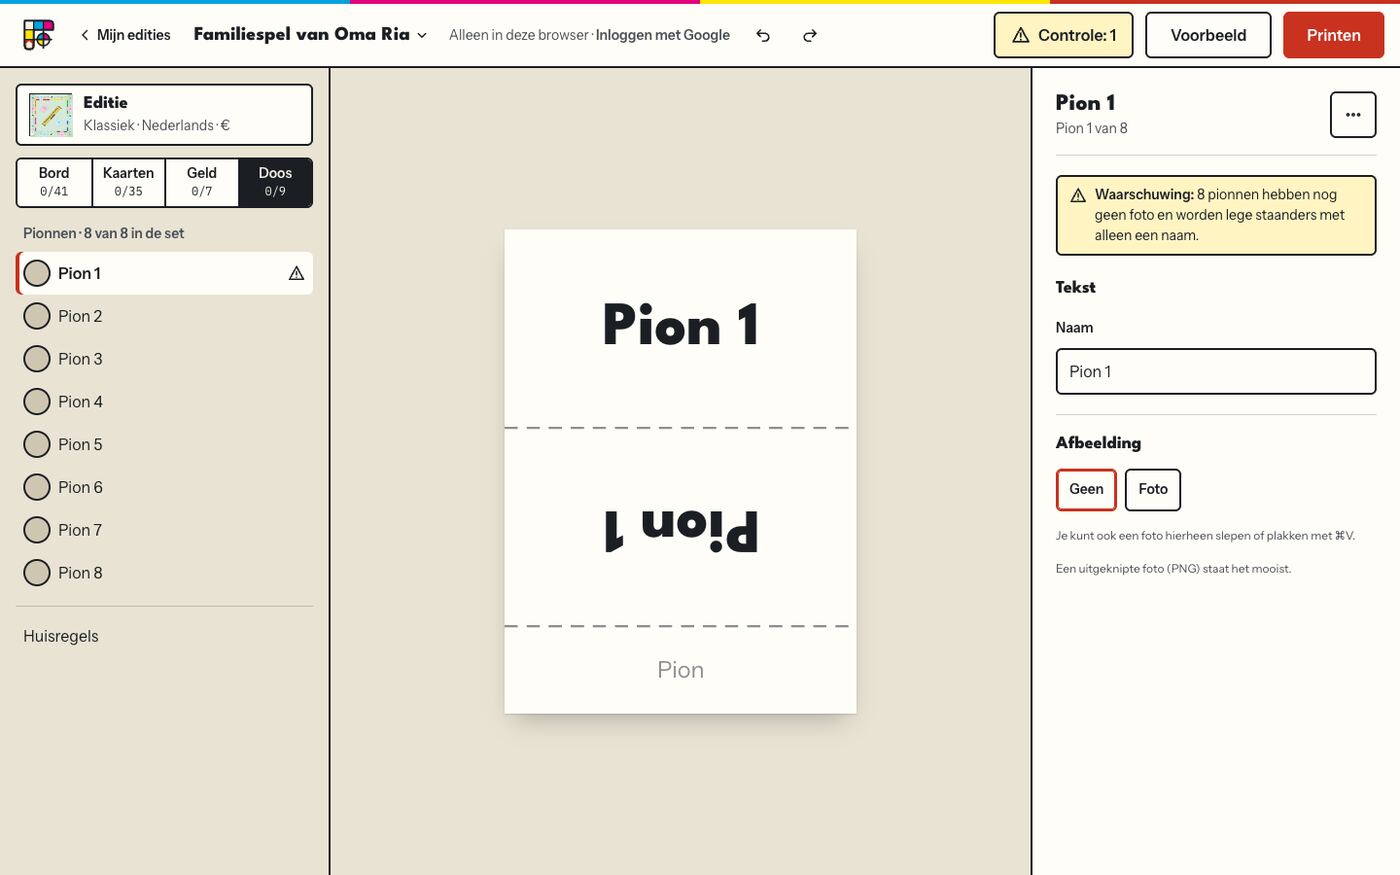 Mijn edities
Familiespel van Oma Ria
Alleen in deze browser · Inloggen met Google
Controle: 1
Voorbeeld
Printen
Editie
Klassiek · Nederlands · €
Bord
0/41
Kaarten
0/35
Geld
0/7
Doos
0/9
Pionnen · 8 van 8 in de set
Pion 1
Pion 2
Pion 3
Pion 4
Pion 5
Pion 6
Pion 7
Pion 8
Huisregels
Pion 1
Pion 1
Pion
Pion 1
Pion 1 van 8
Waarschuwing: 8 pionnen hebben nog
geen foto en worden lege staanders met
alleen een naam.
Tekst
Naam
Pion 1
Afbeelding
Geen
Foto
Je kunt ook een foto hierheen slepen of plakken met ⌘V.
Een uitgeknipte foto (PNG) staat het mooist.